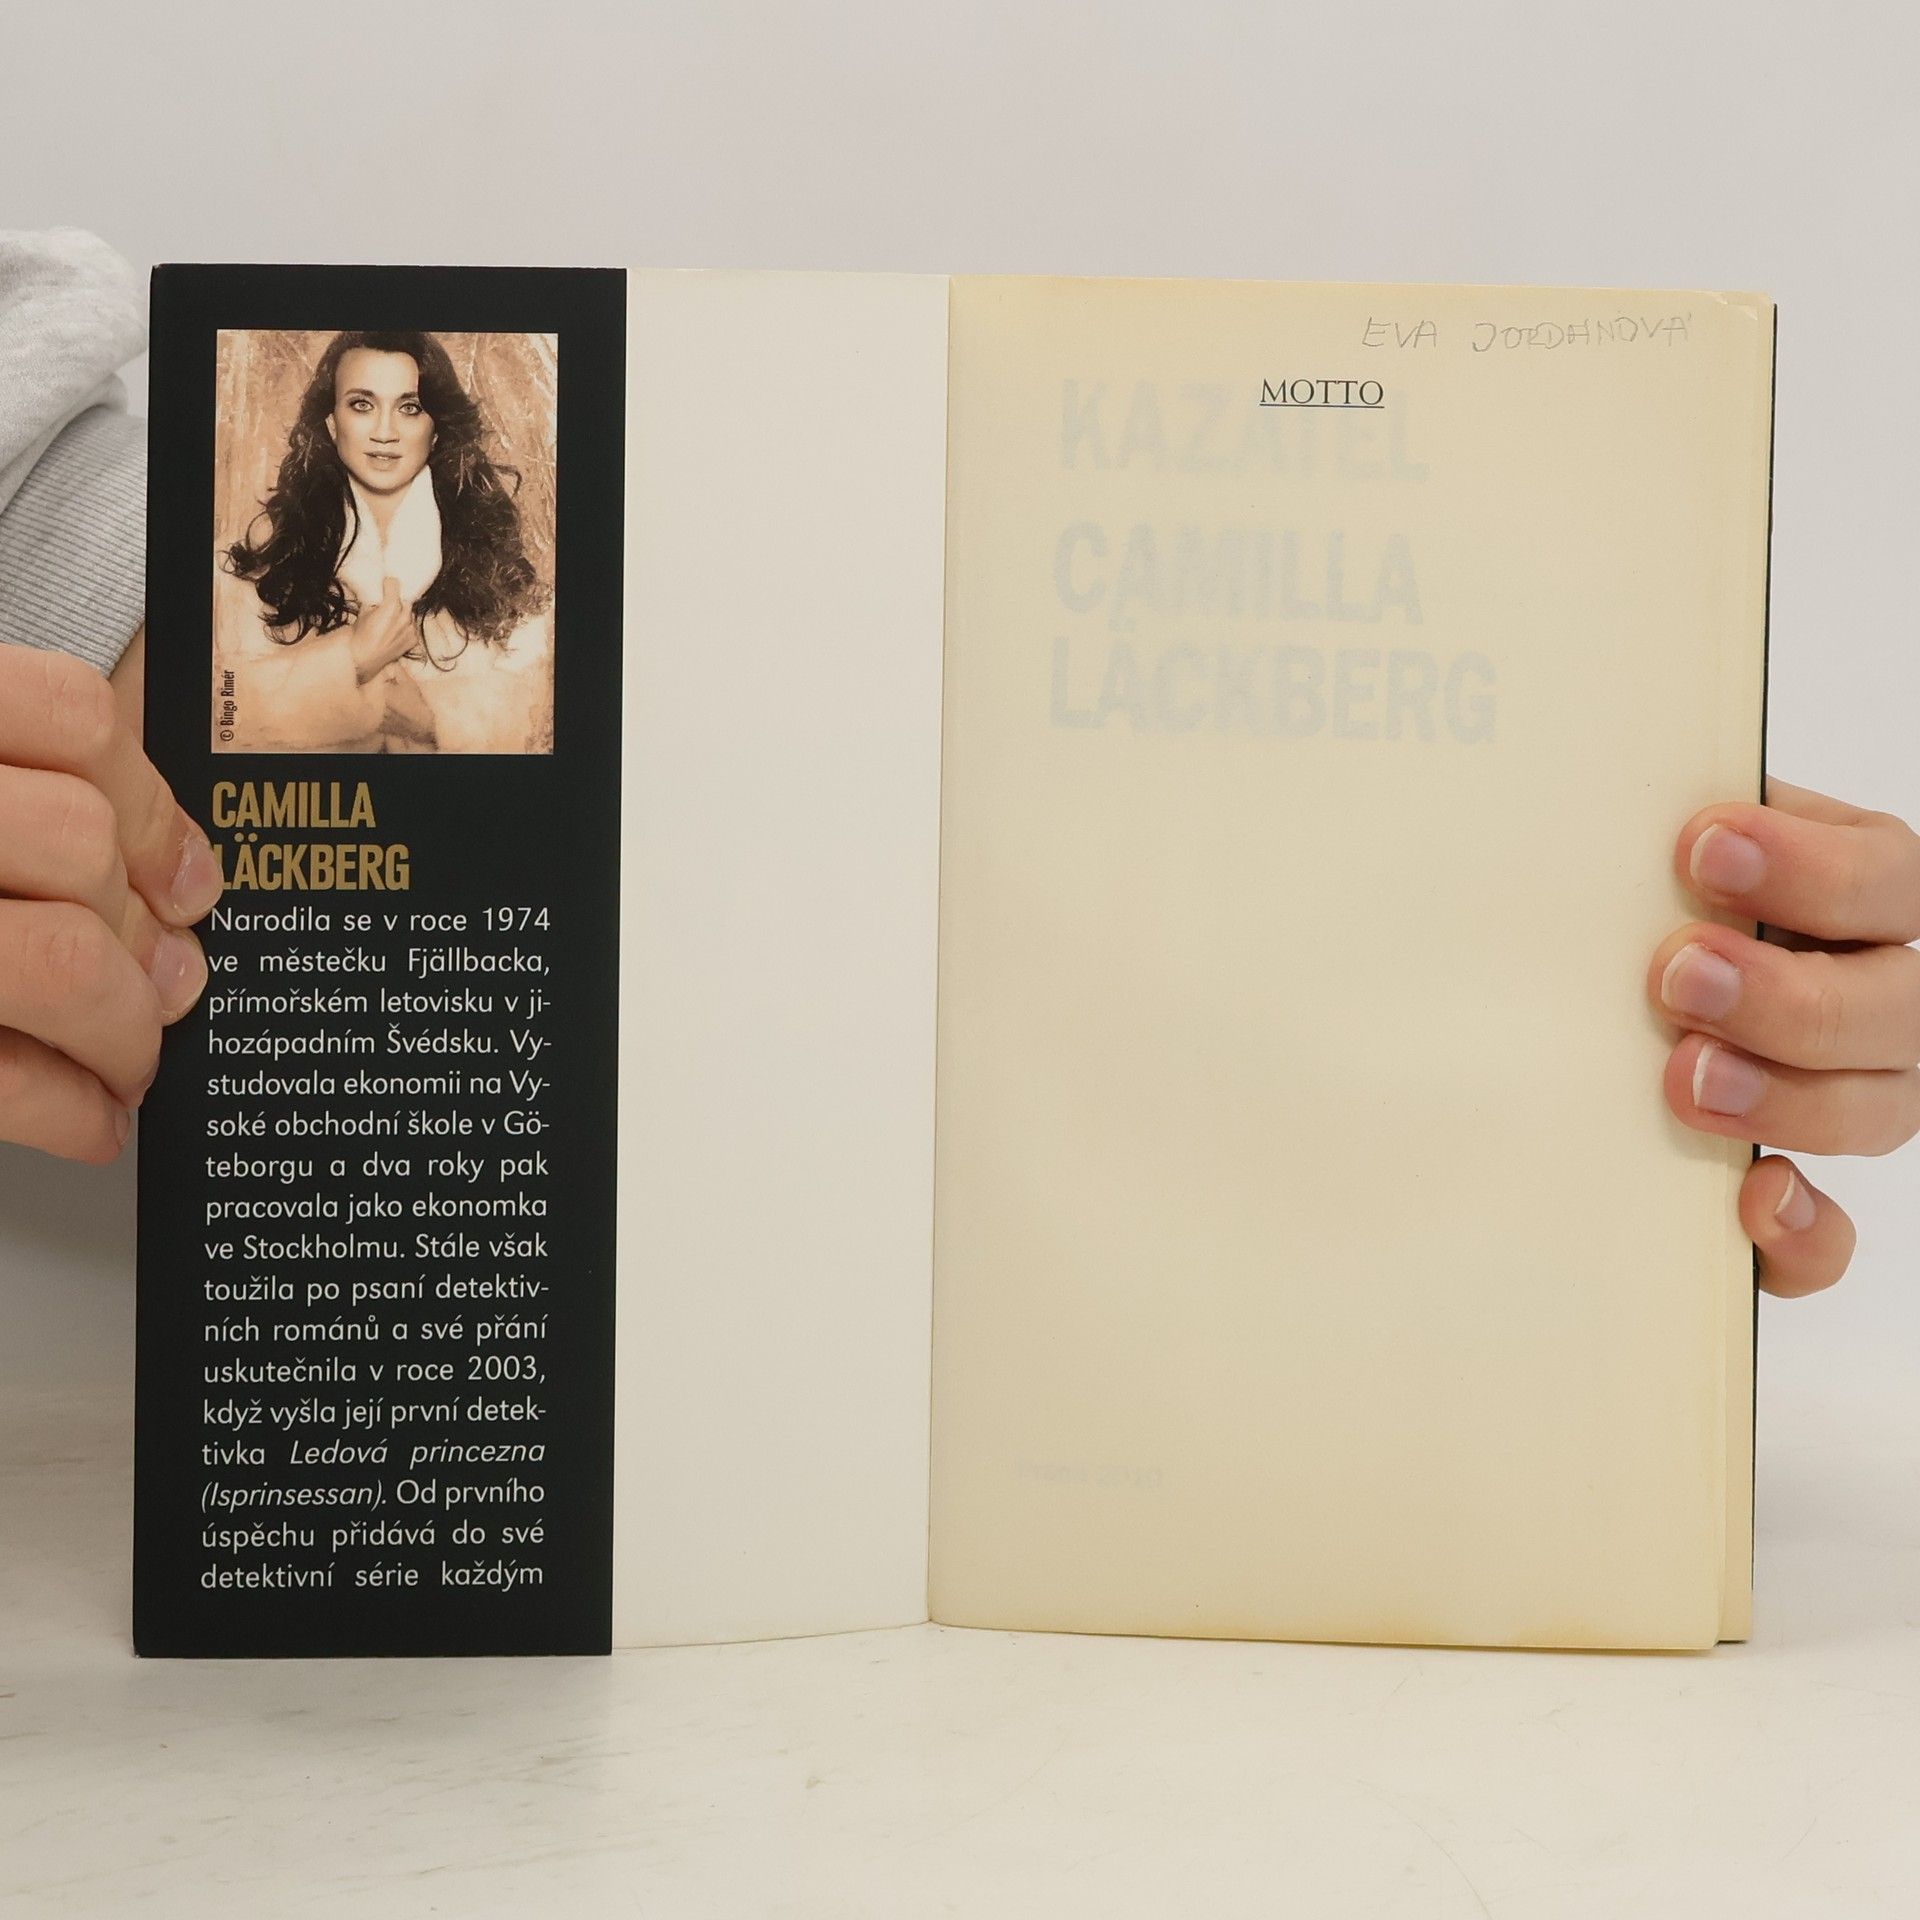 © Bingo Rimér
CAMILLA
LÄCKBERG
Narodila se v roce 1974
ve městečku Fjällbacka,
přímořském letovisku v ji-
hozápadním Švédsku. Vy-
studovala ekonomii na Vy-
soké obchodní škole v Gö-
teborgu a dva roky pak
pracovala jako ekonomka
ve Stockholmu. Stále však
toužila po psaní detektiv-
ních románů a své přání
uskutečnila v roce 2003,
když vyšla její první detek-
tivka Ledová princezna
(Isprinsessan). Od prvního
úspěchu přidává do své
detektivní série každým
EVA JORDANOVÁ
MOTTO
KAZATEL
CAMILLA
LÄCKBERG